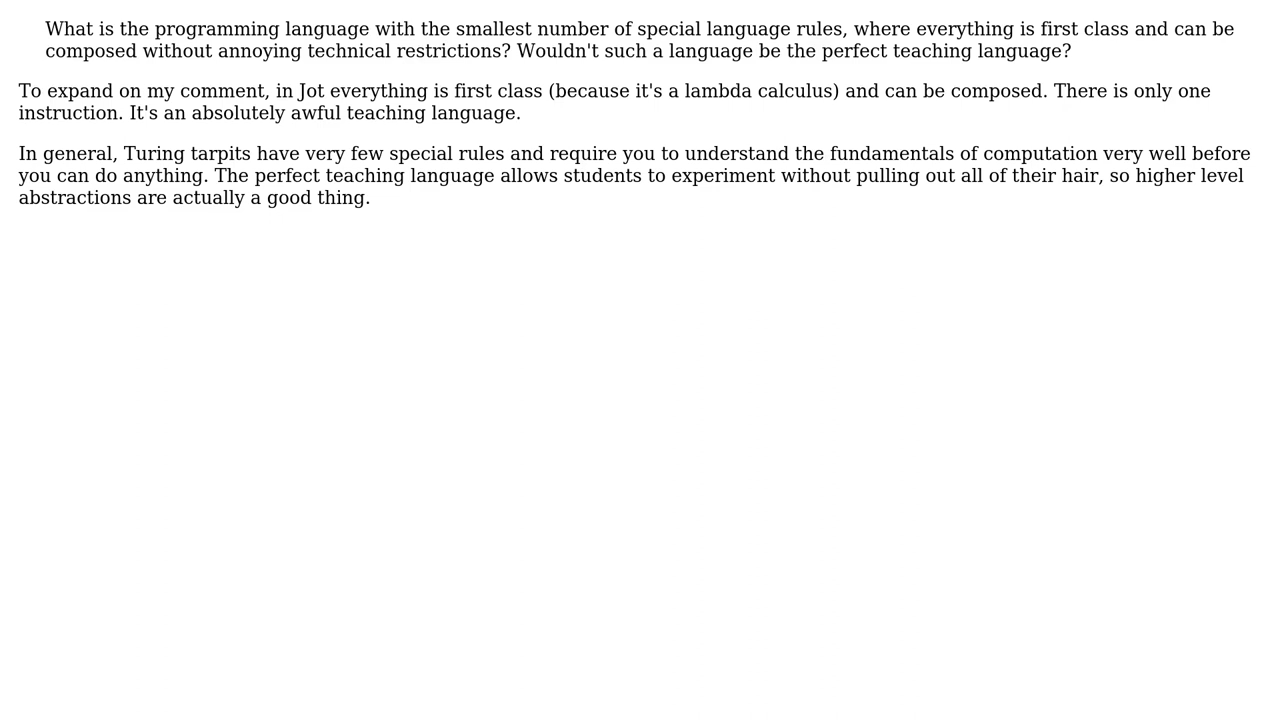 What is the programming language with the smallest number of special language rules, where everything is first class and can be
composed without annoying technical restrictions? Wouldn't such a language be the perfect teaching language?
To expand on my comment, in Jot everything is first class (because it's a lambda calculus) and can be composed. There is only one
instruction. It's an absolutely awful teaching language.
In general, Turing tarpits have very few special rules and require you to understand the fundamentals of computation very well before
you can do anything. The perfect teaching language allows students to experiment without pulling out all of their hair, so higher level
abstractions are actually a good thing.